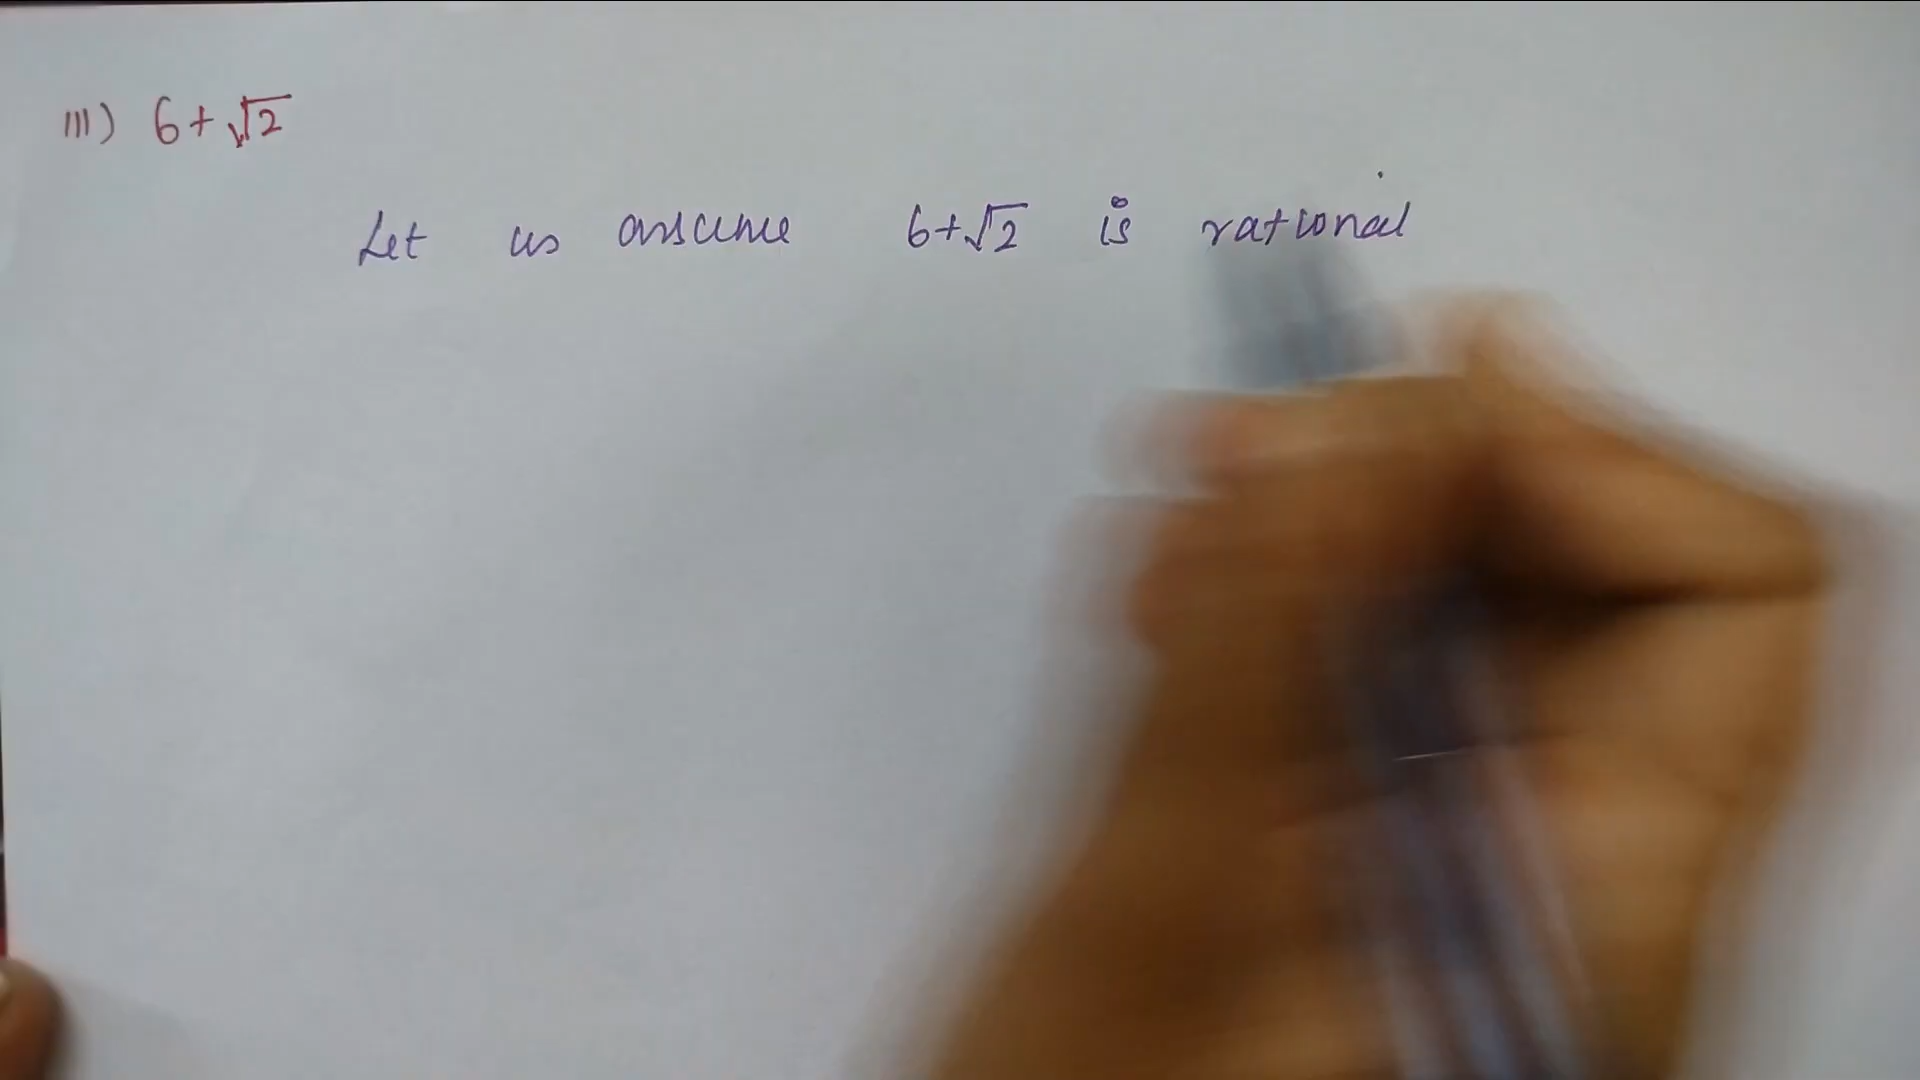 III) 6+√2
Let us assume 6+√2 is rational